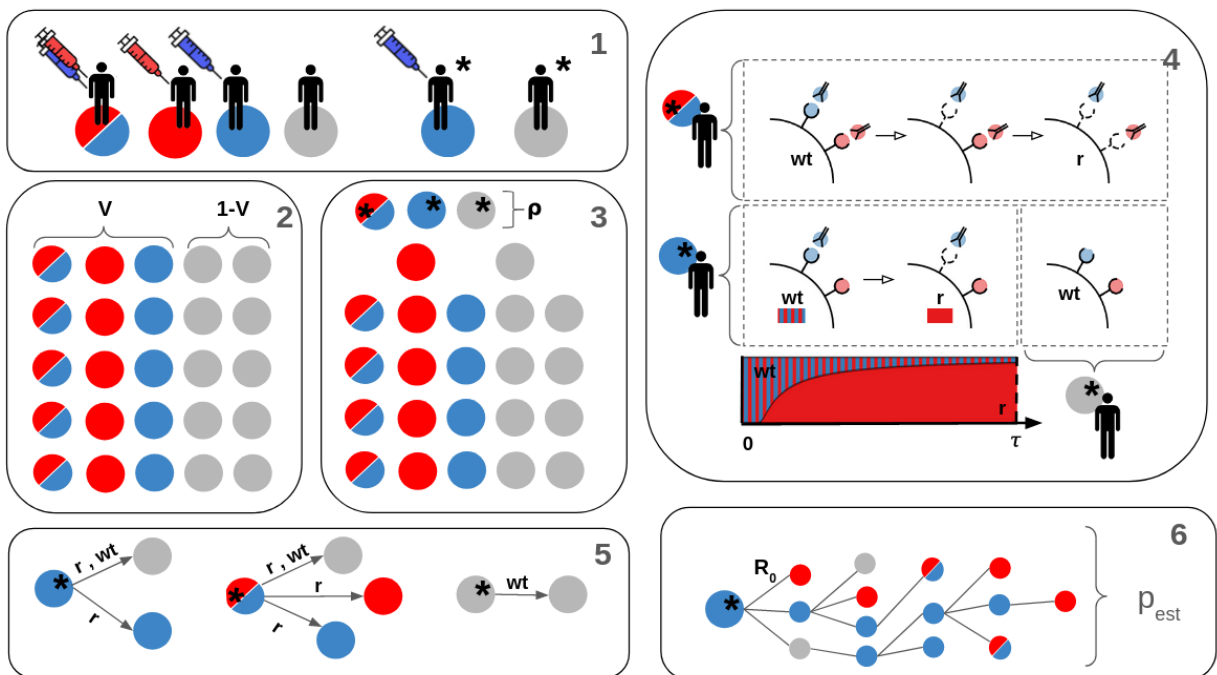 1
* *
V 1-V 2
* * * ρ 3
4
*
wt r
*
wt r wt
wt
r
0 τ
*
5
r , wt r , wt
* * r * wt
r r
6
R0
*
pest